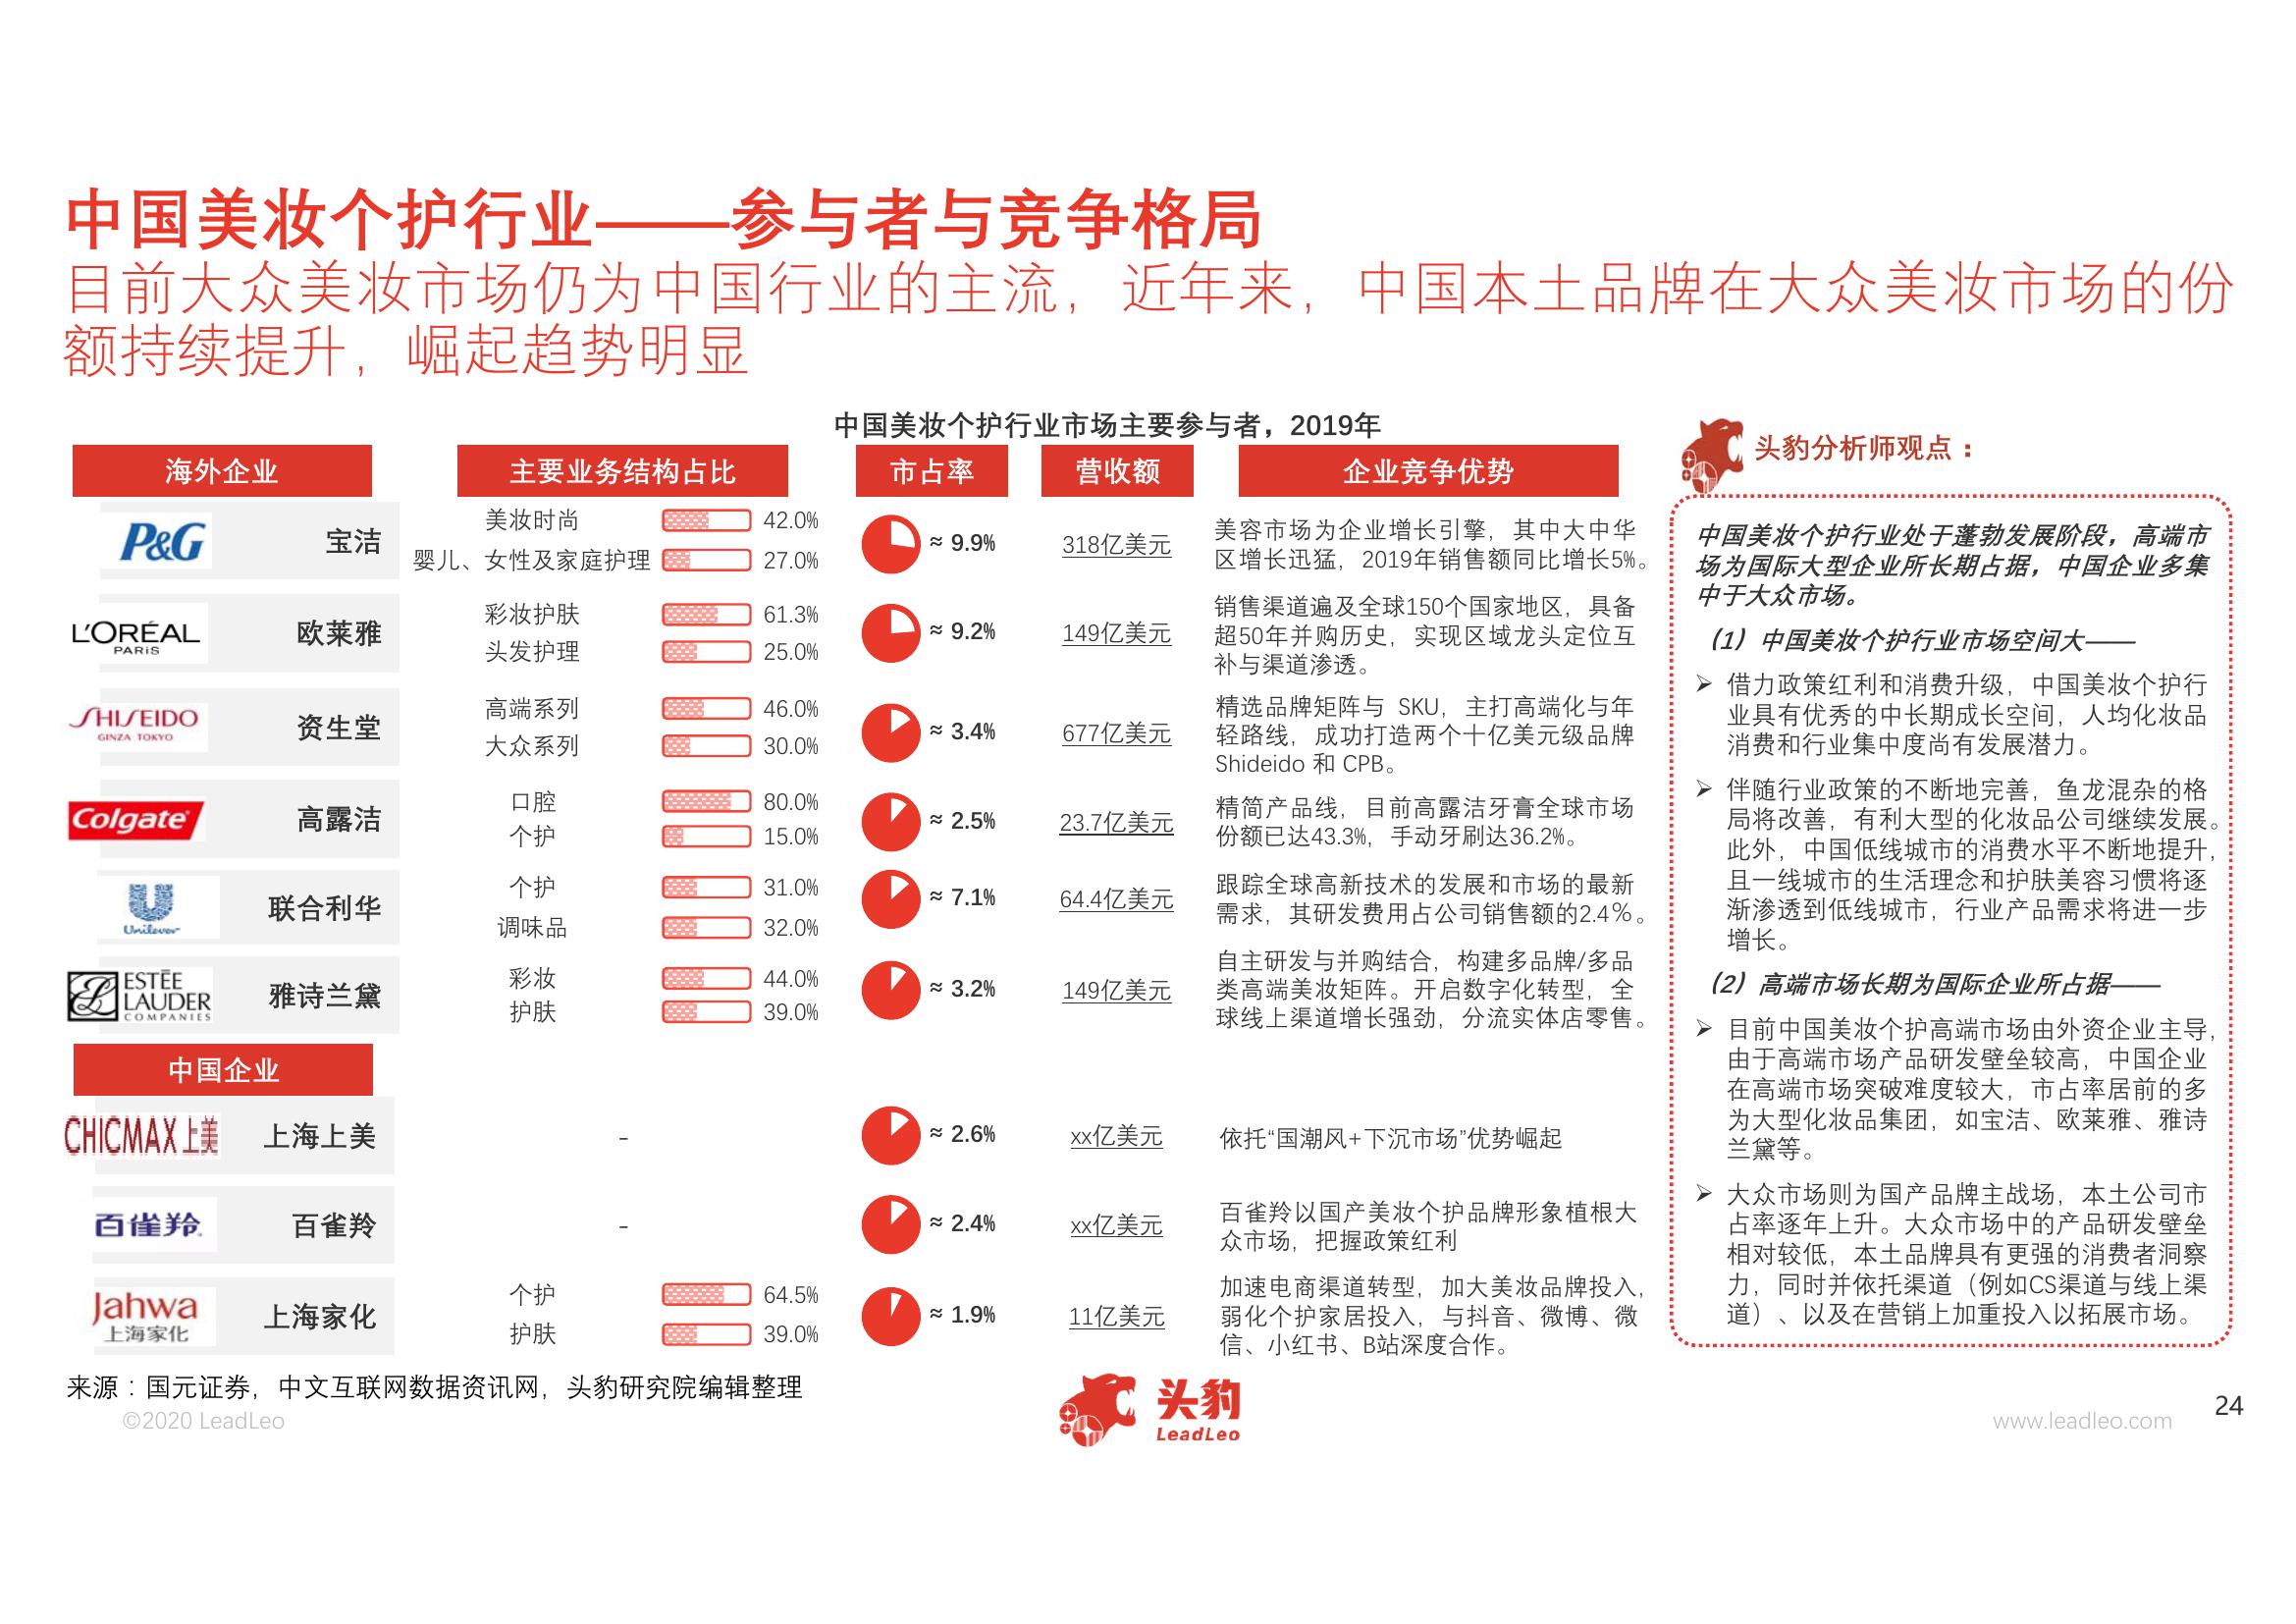 中国美妆个护行业——参与者与竞争格局
目前大众美妆市场仍为中国行业的主流，近年来，中国本土品牌在大众美妆市场的份
额持续提升，崛起趋势明显
中国美妆个护行业市场主要参与者，2019年
海外企业
主要业务结构占比
市占率
营收额
企业竞争优势
P&G
宝洁
美妆时尚
42.0%
婴儿、女性及家庭护理
27.0%
≈ 9.9%
318亿美元
美容市场为企业增长引擎，其中大中华
区增长迅猛，2019年销售额同比增长5%。
L'ORÉAL
PARiS
欧莱雅
彩妆护肤
61.3%
头发护理
25.0%
≈ 9.2%
149亿美元
销售渠道遍及全球150个国家地区，具备
超50年并购历史，实现区域龙头定位互
补与渠道渗透。
SHISEIDO
GINZA TOKYO
资生堂
高端系列
46.0%
大众系列
30.0%
≈ 3.4%
677亿美元
精选品牌矩阵与 SKU，主打高端化与年
轻路线，成功打造两个十亿美元级品牌
Shideido 和 CPB。
Colgate
高露洁
口腔
80.0%
个护
15.0%
≈ 2.5%
23.7亿美元
精简产品线，目前高露洁牙膏全球市场
份额已达43.3%，手动牙刷达36.2%。
Unilever
联合利华
个护
31.0%
调味品
32.0%
≈ 7.1%
64.4亿美元
跟踪全球高新技术的发展和市场的最新
需求，其研发费用占公司销售额的2.4%。
ESTĒE
LAUDER
COMPANIES
雅诗兰黛
彩妆
44.0%
护肤
39.0%
≈ 3.2%
149亿美元
自主研发与并购结合，构建多品牌/多品
类高端美妆矩阵。开启数字化转型，全
球线上渠道增长强劲，分流实体店零售。
中国企业
CHICMAX 上美
上海上美
-
≈ 2.6%
xx亿美元
依托“国潮风+下沉市场”优势崛起
百雀羚
百雀羚
-
≈ 2.4%
xx亿美元
百雀羚以国产美妆个护品牌形象植根大
众市场，把握政策红利
Jahwa
上海家化
上海家化
个护
64.5%
护肤
39.0%
≈ 1.9%
11亿美元
加速电商渠道转型，加大美妆品牌投入，
弱化个护家居投入，与抖音、微博、微
信、小红书、B站深度合作。
头豹分析师观点：
中国美妆个护行业处于蓬勃发展阶段，高端市
场为国际大型企业所长期占据，中国企业多集
中于大众市场。
（1）中国美妆个护行业市场空间大——
➢ 借力政策红利和消费升级，中国美妆个护行
业具有优秀的中长期成长空间，人均化妆品
消费和行业集中度尚有发展潜力。
➢ 伴随行业政策的不断地完善，鱼龙混杂的格
局将改善，有利大型的化妆品公司继续发展。
此外，中国低线城市的消费水平不断地提升，
且一线城市的生活理念和护肤美容习惯将逐
渐渗透到低线城市，行业产品需求将进一步
增长。
（2）高端市场长期为国际企业所占据——
➢ 目前中国美妆个护高端市场由外资企业主导，
由于高端市场产品研发壁垒较高，中国企业
在高端市场突破难度较大，市占率居前的多
为大型化妆品集团，如宝洁、欧莱雅、雅诗
兰黛等。
➢ 大众市场则为国产品牌主战场，本土公司市
占率逐年上升。大众市场中的产品研发壁垒
相对较低，本土品牌具有更强的消费者洞察
力，同时并依托渠道（例如CS渠道与线上渠
道）、以及在营销上加重投入以拓展市场。
来源：国元证券，中文互联网数据资讯网，头豹研究院编辑整理
©2020 LeadLeo
头豹
LeadLeo
www.leadleo.com
24